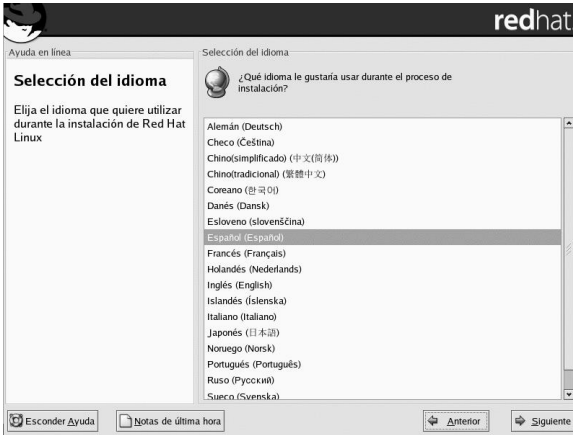 redhat
Ayuda en línea
Selección del idioma
Elija el idioma que quiere utilizar
durante la instalación de Red Hat
Linux
Selección del idioma
¿Qué idioma le gustaría usar durante el proceso de
instalación?
Alemán (Deutsch)
Checo (Čeština)
Chino(simplificado) (中文(简体))
Chino(tradicional) (繁體中文)
Coreano (한국어)
Danés (Dansk)
Esloveno (slovenščina)
Español (Español)
Francés (Français)
Holandés (Nederlands)
Inglés (English)
Islandés (Íslenska)
Italiano (Italiano)
Japonés (日本語)
Noruego (Norsk)
Portugués (Português)
Ruso (Русский)
Sueco (Svenska)
Esconder Ayuda
Notas de última hora
Anterior
Siguiente